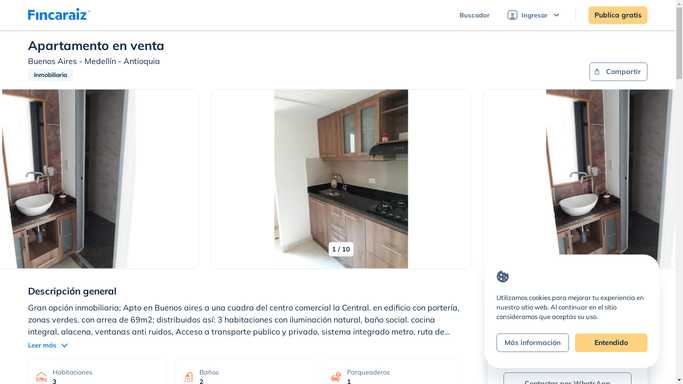 Fincaraiz
Buscador
Ingresar
Publica gratis
Apartamento en venta
Buenos Aires - Medellín - Antioquia
Inmobiliaria
Compartir
1 / 10
Descripción general
Gran opción inmobiliaria; Apto en Buenos aires a una cuadra del centro comercial la Central. en edificio con portería,
zonas verdes. con area de 69m2; distribuidos así: 3 habitaciones con iluminación natural, baño social. cocina
integral, alacena, ventanas anti ruidos, Acceso a transporte publico y privado, sistema integrado metro, ruta de...
Leer más
Habitaciones
3
Baños
2
Parqueaderos
1
Utilizamos cookies para mejorar tu experiencia en
nuestro sitio web. Al continuar en el sitio
consideramos que aceptas su uso.
Más información
Entendido
Contactar por WhatsApp